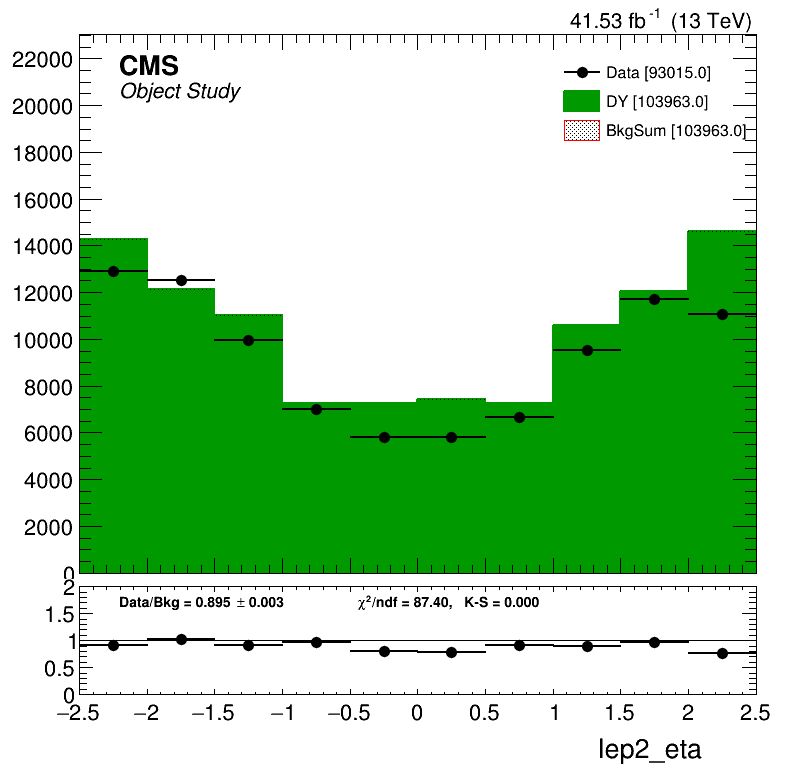 41.53 fb⁻¹ (13 TeV)
CMS
Object Study
Data [93015.0]
DY [103963.0]
BkgSum [103963.0]
22000
20000
18000
16000
14000
12000
10000
8000
6000
4000
2000
0
Data/Bkg = 0.895 ± 0.003
χ²/ndf = 87.40, K-S = 0.000
2
1.5
1
0.5
0
−2.5 −2 −1.5 −1 −0.5 0 0.5 1 1.5 2 2.5
lep2_eta